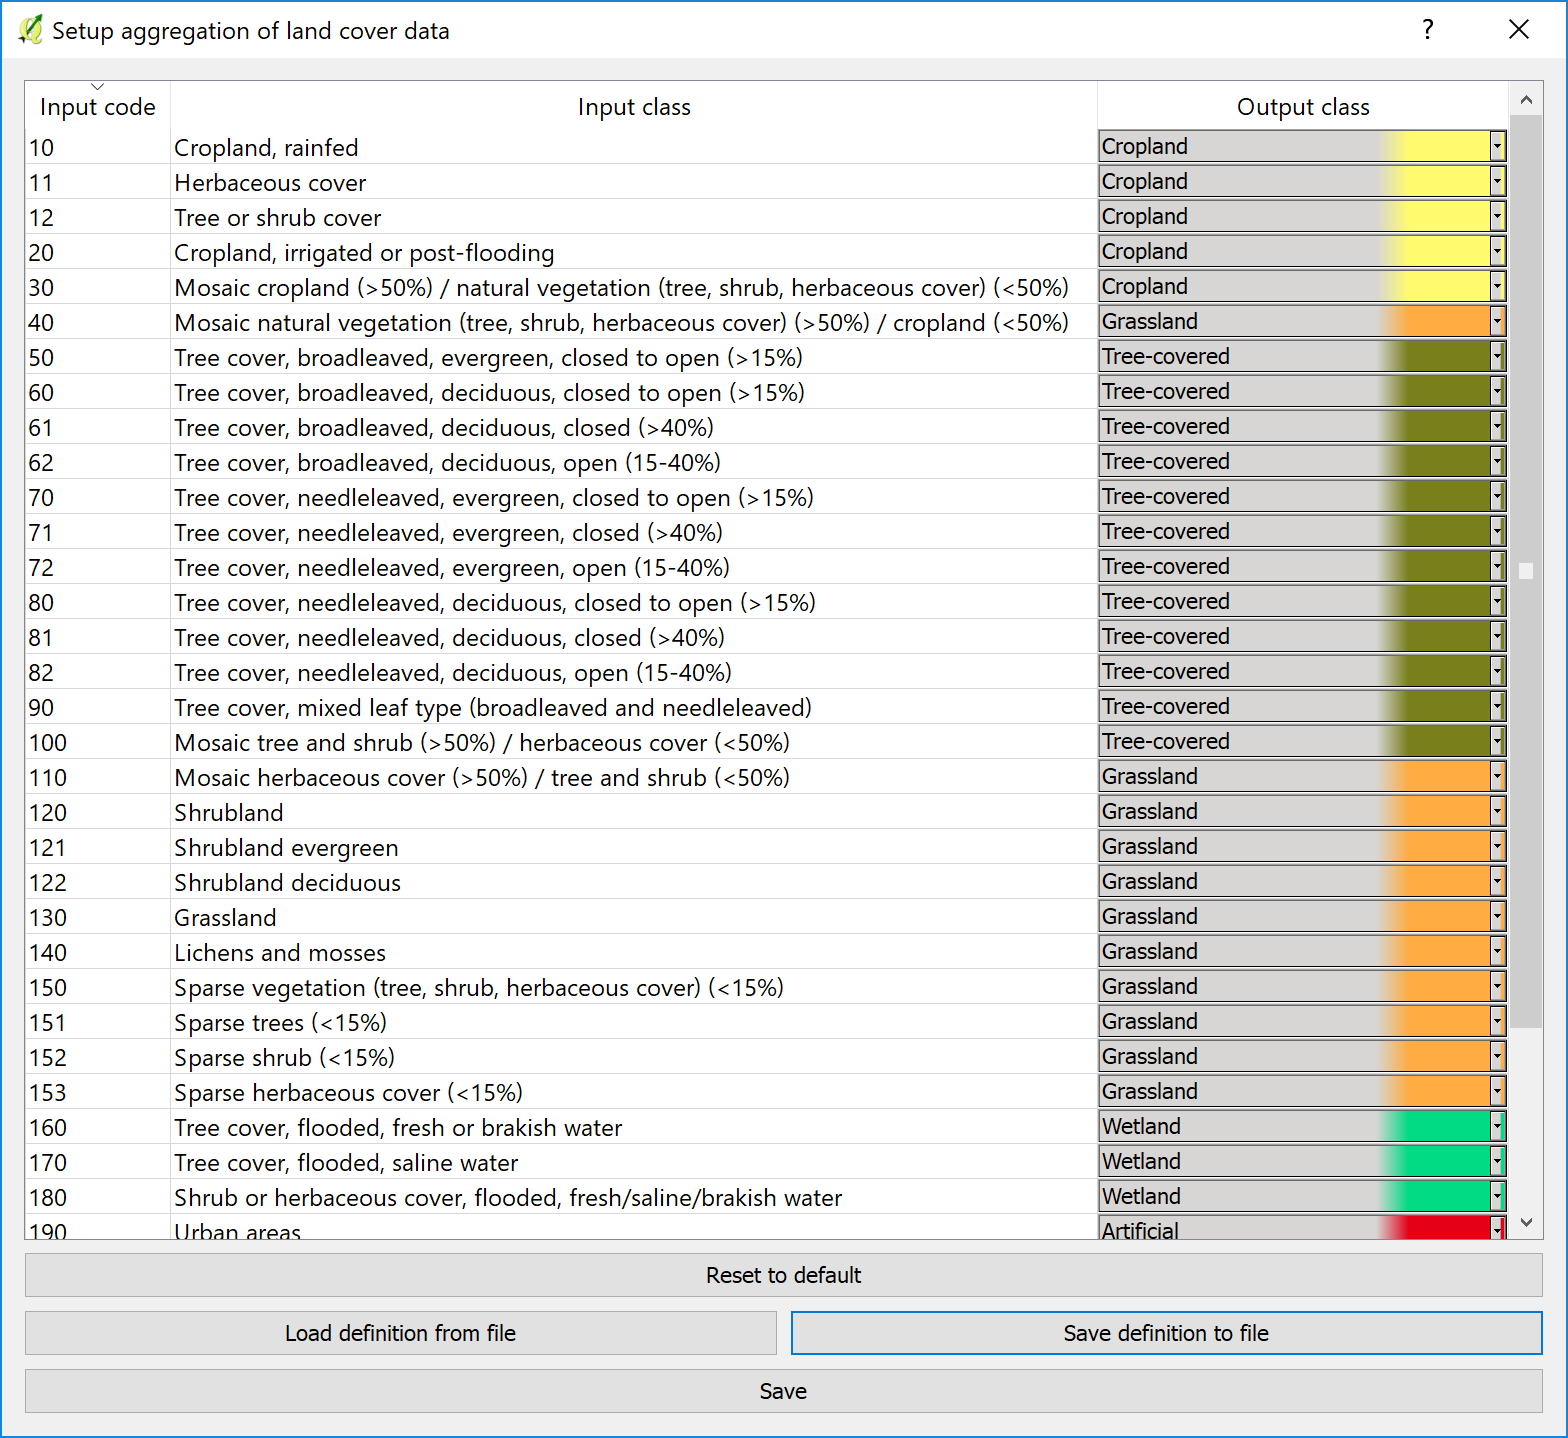 Setup aggregation of land cover data ?
Input code Input class Output class
10 Cropland, rainfed Cropland
11 Herbaceous cover Cropland
12 Tree or shrub cover Cropland
20 Cropland, irrigated or post-flooding Cropland
30 Mosaic cropland (>50%) / natural vegetation (tree, shrub, herbaceous cover) (<50%) Cropland
40 Mosaic natural vegetation (tree, shrub, herbaceous cover) (>50%) / cropland (<50%) Grassland
50 Tree cover, broadleaved, evergreen, closed to open (>15%) Tree-covered
60 Tree cover, broadleaved, deciduous, closed to open (>15%) Tree-covered
61 Tree cover, broadleaved, deciduous, closed (>40%) Tree-covered
62 Tree cover, broadleaved, deciduous, open (15-40%) Tree-covered
70 Tree cover, needleleaved, evergreen, closed to open (>15%) Tree-covered
71 Tree cover, needleleaved, evergreen, closed (>40%) Tree-covered
72 Tree cover, needleleaved, evergreen, open (15-40%) Tree-covered
80 Tree cover, needleleaved, deciduous, closed to open (>15%) Tree-covered
81 Tree cover, needleleaved, deciduous, closed (>40%) Tree-covered
82 Tree cover, needleleaved, deciduous, open (15-40%) Tree-covered
90 Tree cover, mixed leaf type (broadleaved and needleleaved) Tree-covered
100 Mosaic tree and shrub (>50%) / herbaceous cover (<50%) Tree-covered
110 Mosaic herbaceous cover (>50%) / tree and shrub (<50%) Grassland
120 Shrubland Grassland
121 Shrubland evergreen Grassland
122 Shrubland deciduous Grassland
130 Grassland Grassland
140 Lichens and mosses Grassland
150 Sparse vegetation (tree, shrub, herbaceous cover) (<15%) Grassland
151 Sparse trees (<15%) Grassland
152 Sparse shrub (<15%) Grassland
153 Sparse herbaceous cover (<15%) Grassland
160 Tree cover, flooded, fresh or brakish water Wetland
170 Tree cover, flooded, saline water Wetland
180 Shrub or herbaceous cover, flooded, fresh/saline/brakish water Wetland
190 Urban areas Artificial
Reset to default
Load definition from file Save definition to file
Save